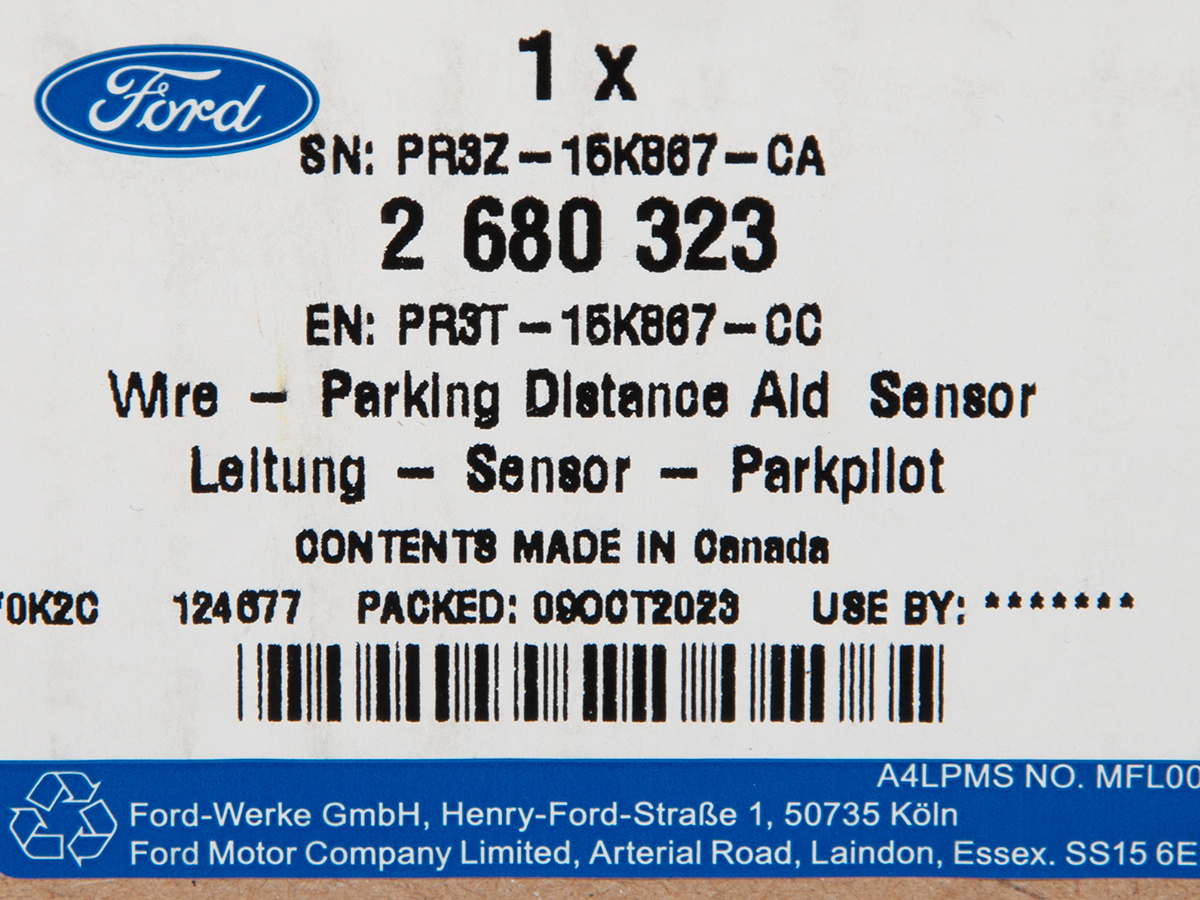 1 x
Ford
SN: PR3Z-15K867-CA
2 680 323
EN: PR3T-15K867-CC
Wire - Parking Distance Aid Sensor
Leitung - Sensor - Parkpilot
CONTENTS MADE IN Canada
0K2C 124677 PACKED: 09OCT2023 USE BY: *******
A4LPMS NO. MFL00
Ford-Werke GmbH, Henry-Ford-Straße 1, 50735 Köln
Ford Motor Company Limited, Arterial Road, Laindon, Essex. SS15 6E